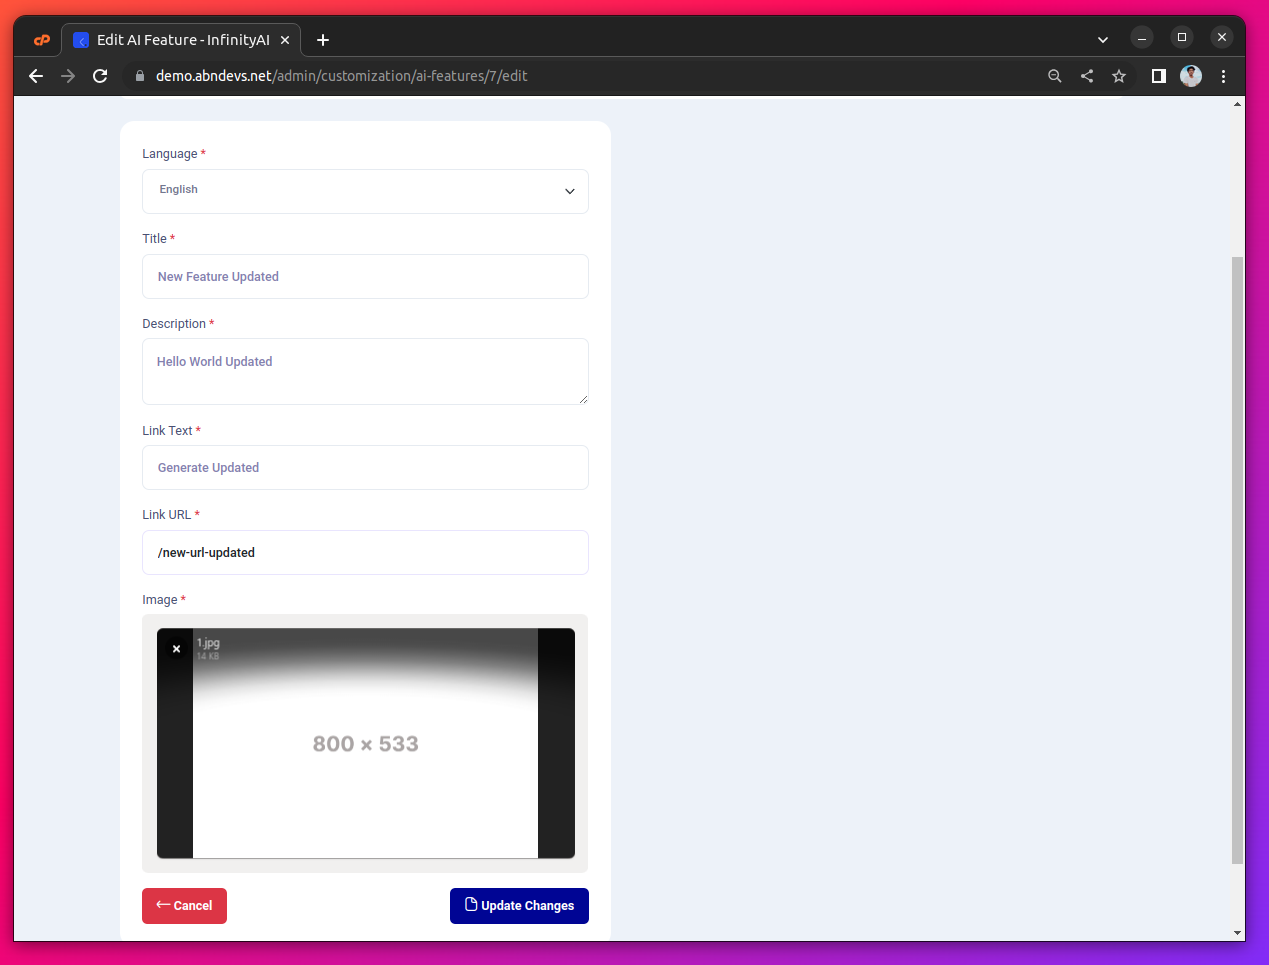 Edit AI Feature - InfinityAI
demo.abndevs.net/admin/customization/ai-features/7/edit
Language *
English
Title *
New Feature Updated
Description *
Hello World Updated
Link Text *
Generate Updated
Link URL *
/new-url-updated
Image *
1.jpg
14 KB
800 × 533
Cancel
Update Changes